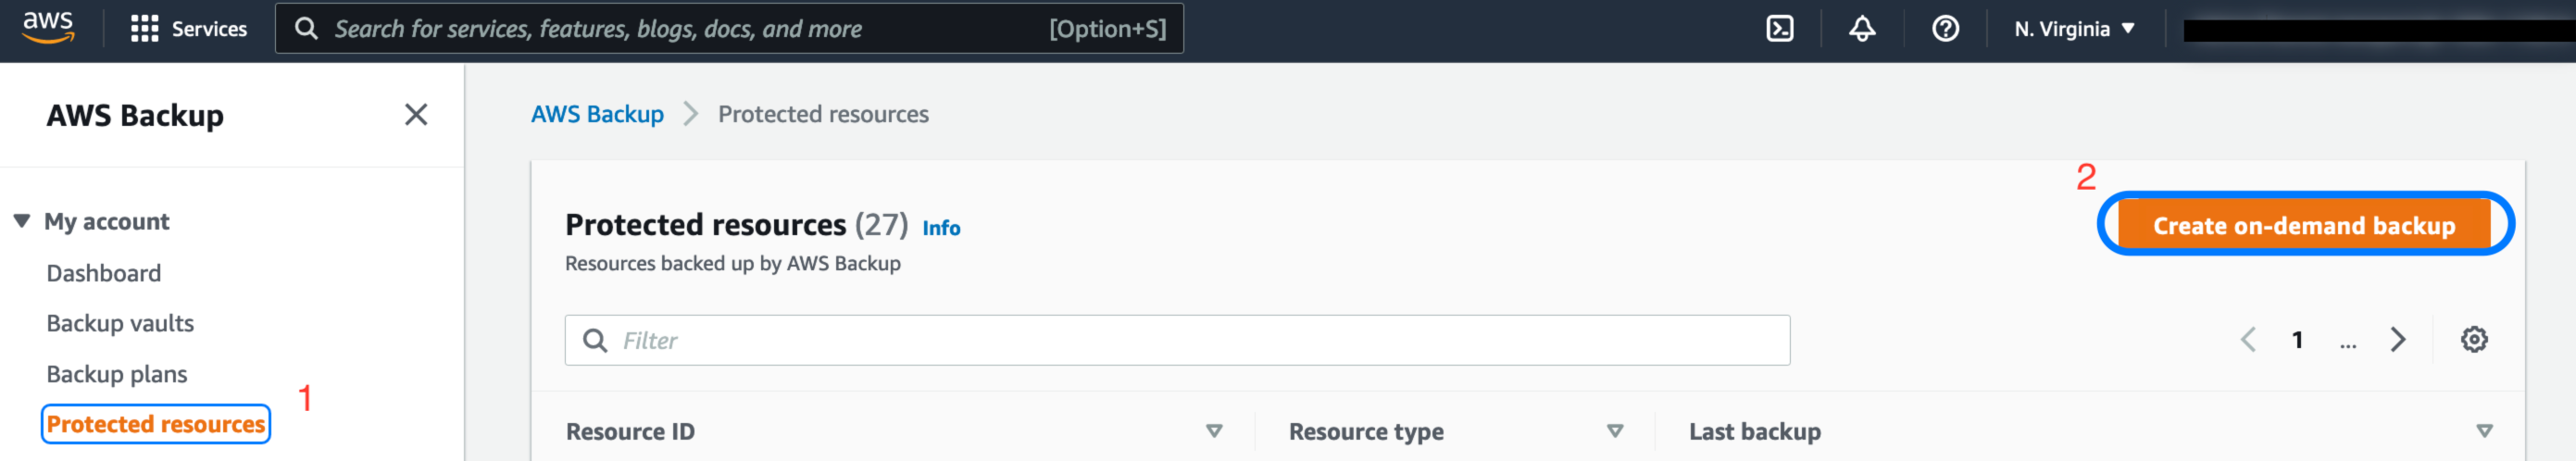 aws Services Search for services, features, blogs, docs, and more [Option+S] N. Virginia
AWS Backup
My account
Dashboard
Backup vaults
Backup plans
Protected resources 1
AWS Backup Protected resources
2
Protected resources (27) Info Create on-demand backup
Resources backed up by AWS Backup
Filter 1 ...
Resource ID Resource type Last backup